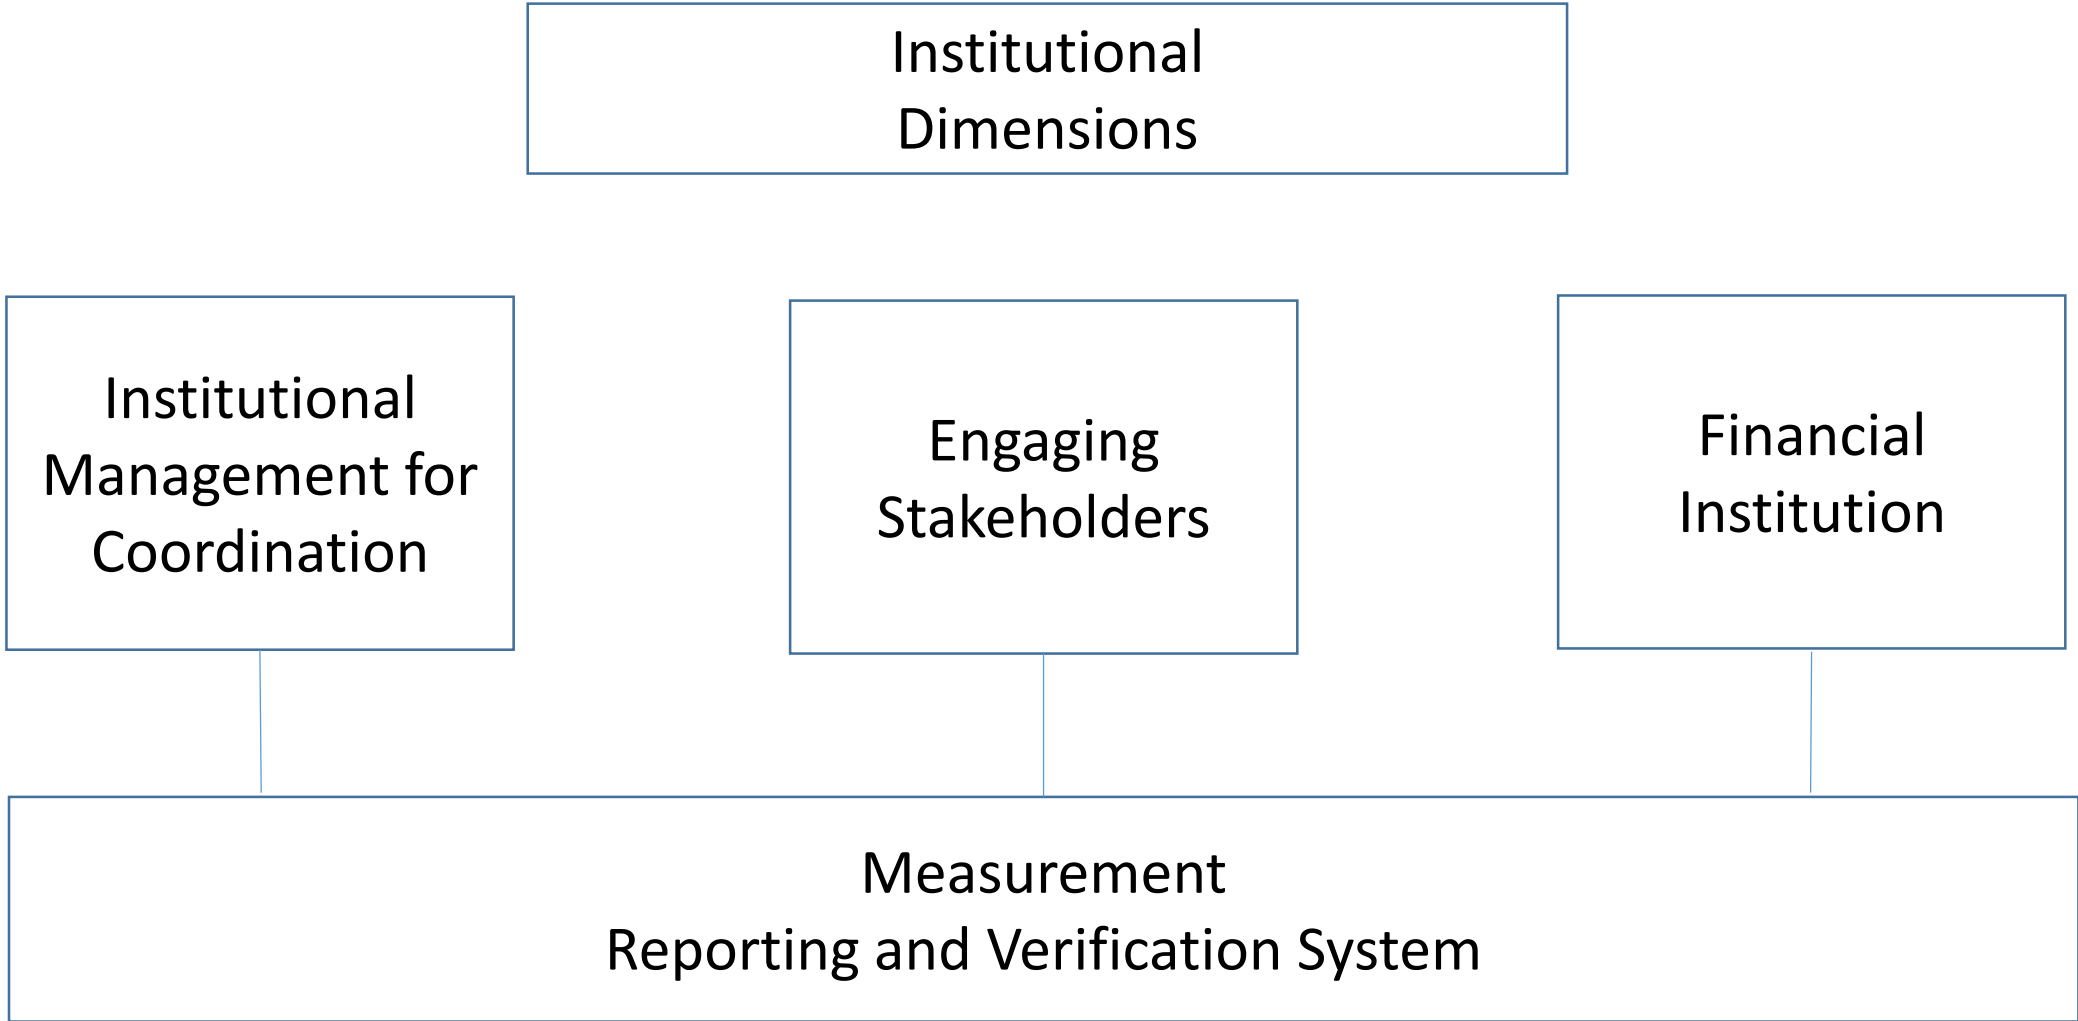 Institutional
Dimensions
Institutional
Management for
Coordination
Engaging
Stakeholders
Financial
Institution
Measurement
Reporting and Verification System